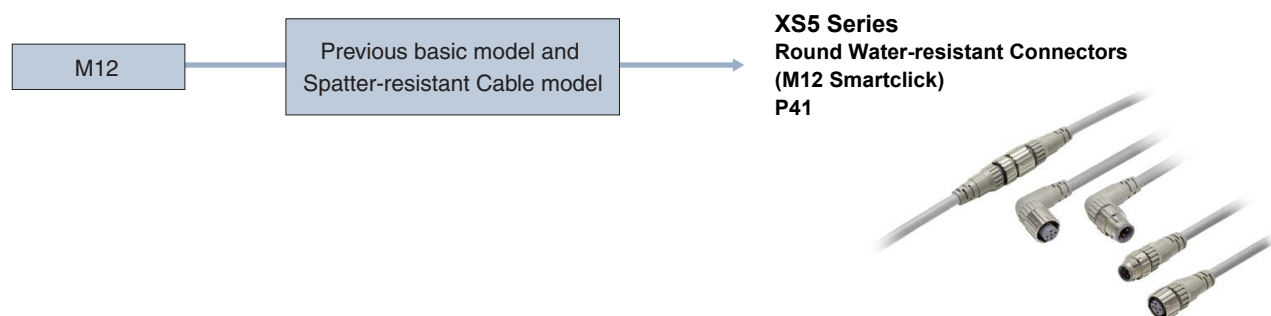 M12
Previous basic model and
Spatter-resistant Cable model
XS5 Series
Round Water-resistant Connectors
(M12 Smartclick)
P41